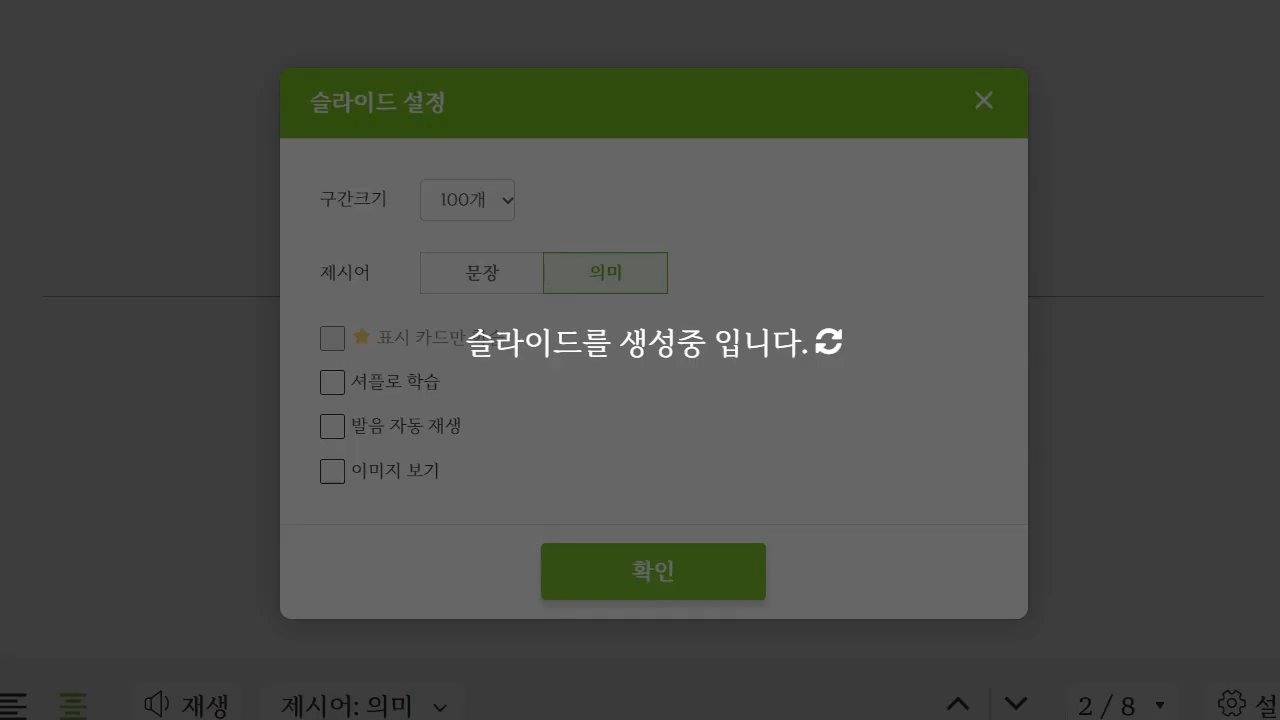 슬라이드 설정
구간크기 100개
제시어 문장 의미
표시 카드만
슬라이드를 생성중 입니다.
셔플로 학습
발음 자동 재생
이미지 보기
확인
재생 제시어: 의미 2 / 8 설